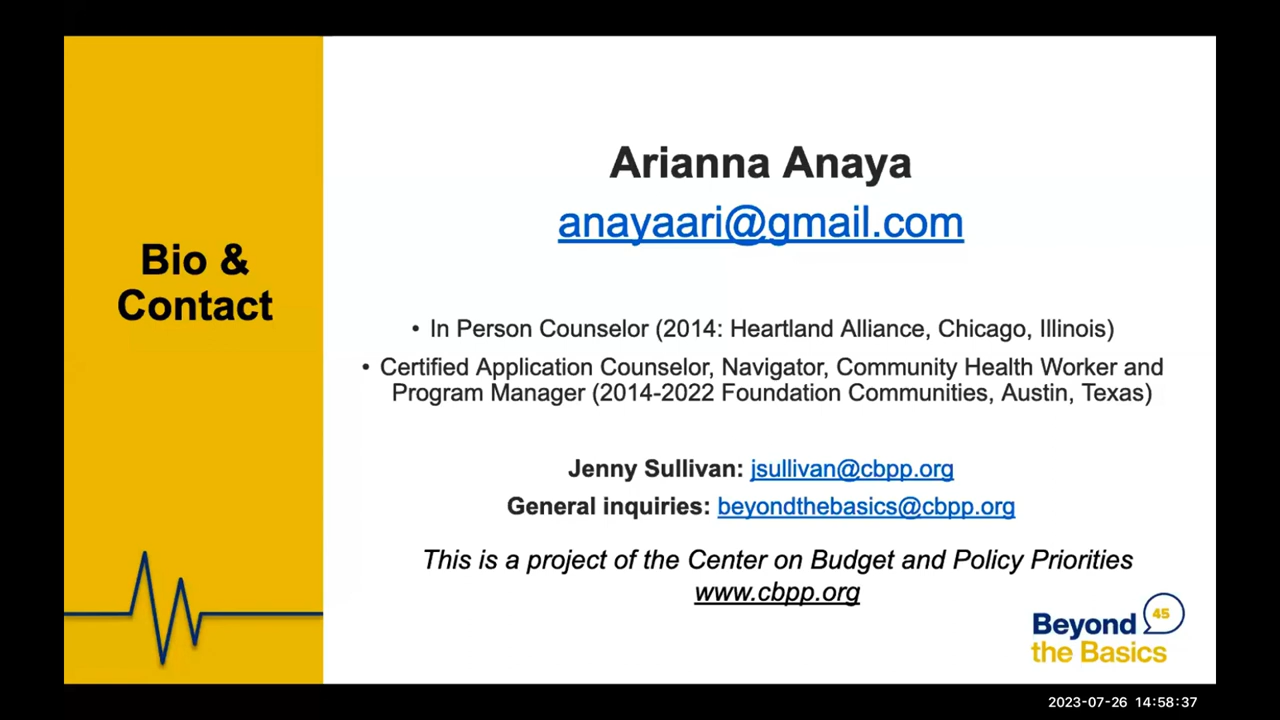 Bio &
Contact
Arianna Anaya
anayaari@gmail.com
• In Person Counselor (2014: Heartland Alliance, Chicago, Illinois)
• Certified Application Counselor, Navigator, Community Health Worker and
Program Manager (2014-2022 Foundation Communities, Austin, Texas)
Jenny Sullivan: jsullivan@cbpp.org
General inquiries: beyondthebasics@cbpp.org
This is a project of the Center on Budget and Policy Priorities
www.cbpp.org
Beyond
the Basics
45
2023-07-26 14:58:37